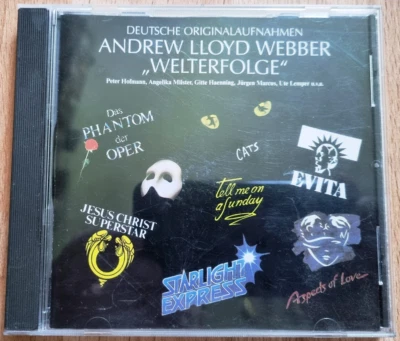 DEUTSCHE ORIGINALAUFNAHMEN
ANDREW LLOYD WEBBER
„WELTERFOLGE“
Peter Hofmann, Angelika Milster, Gitte Haenning, Jürgen Marcus, Ute Lemper u.v.a.
Das
PHANTOM
der
OPER
CATS
EVITA
tell me on
a sunday
JESUS CHRIST
SUPERSTAR
STARLIGHT
EXPRESS
Aspects of Love